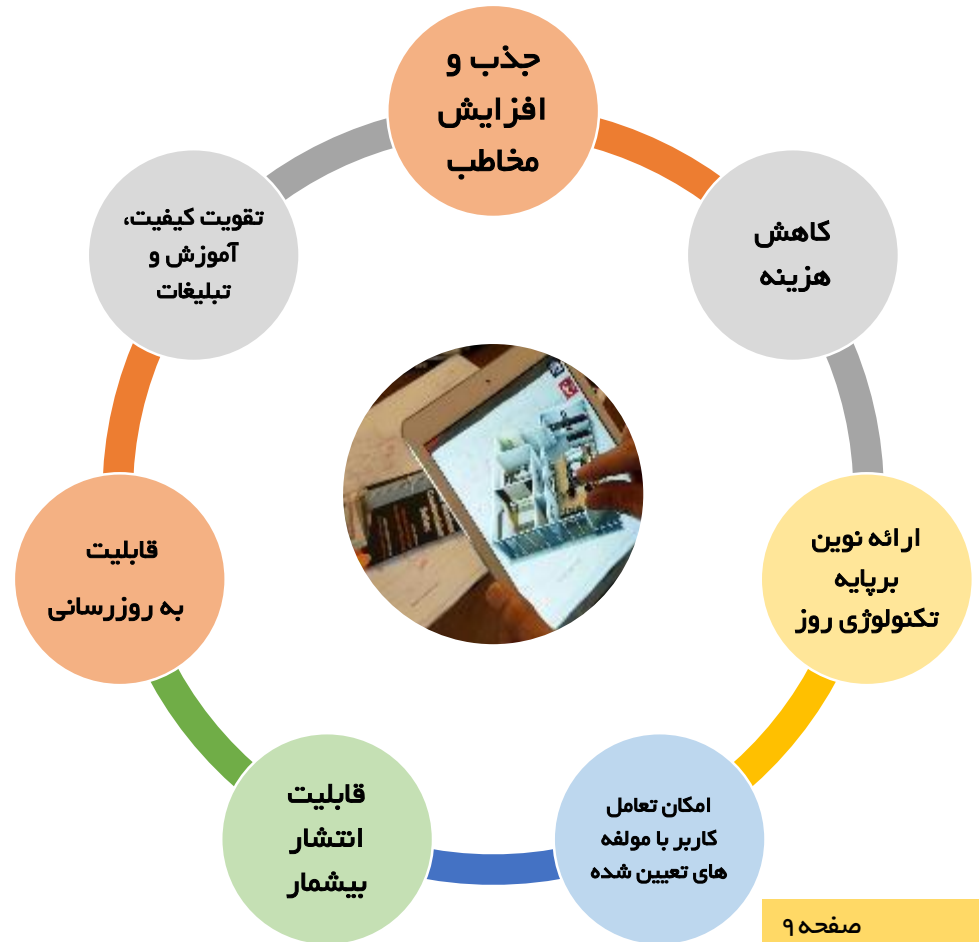 جذب و
افزایش
مخاطب
کاهش
هزینه
ارائه نوین
برپایه
تکنولوژی روز
امکان تعامل
کاربر با مولفه
های تعیین شده
قابلیت
انتشار
بیشمار
قابلیت
به روزرسانی
تقویت کیفیت،
آموزش و
تبلیغات
صفحه ۹